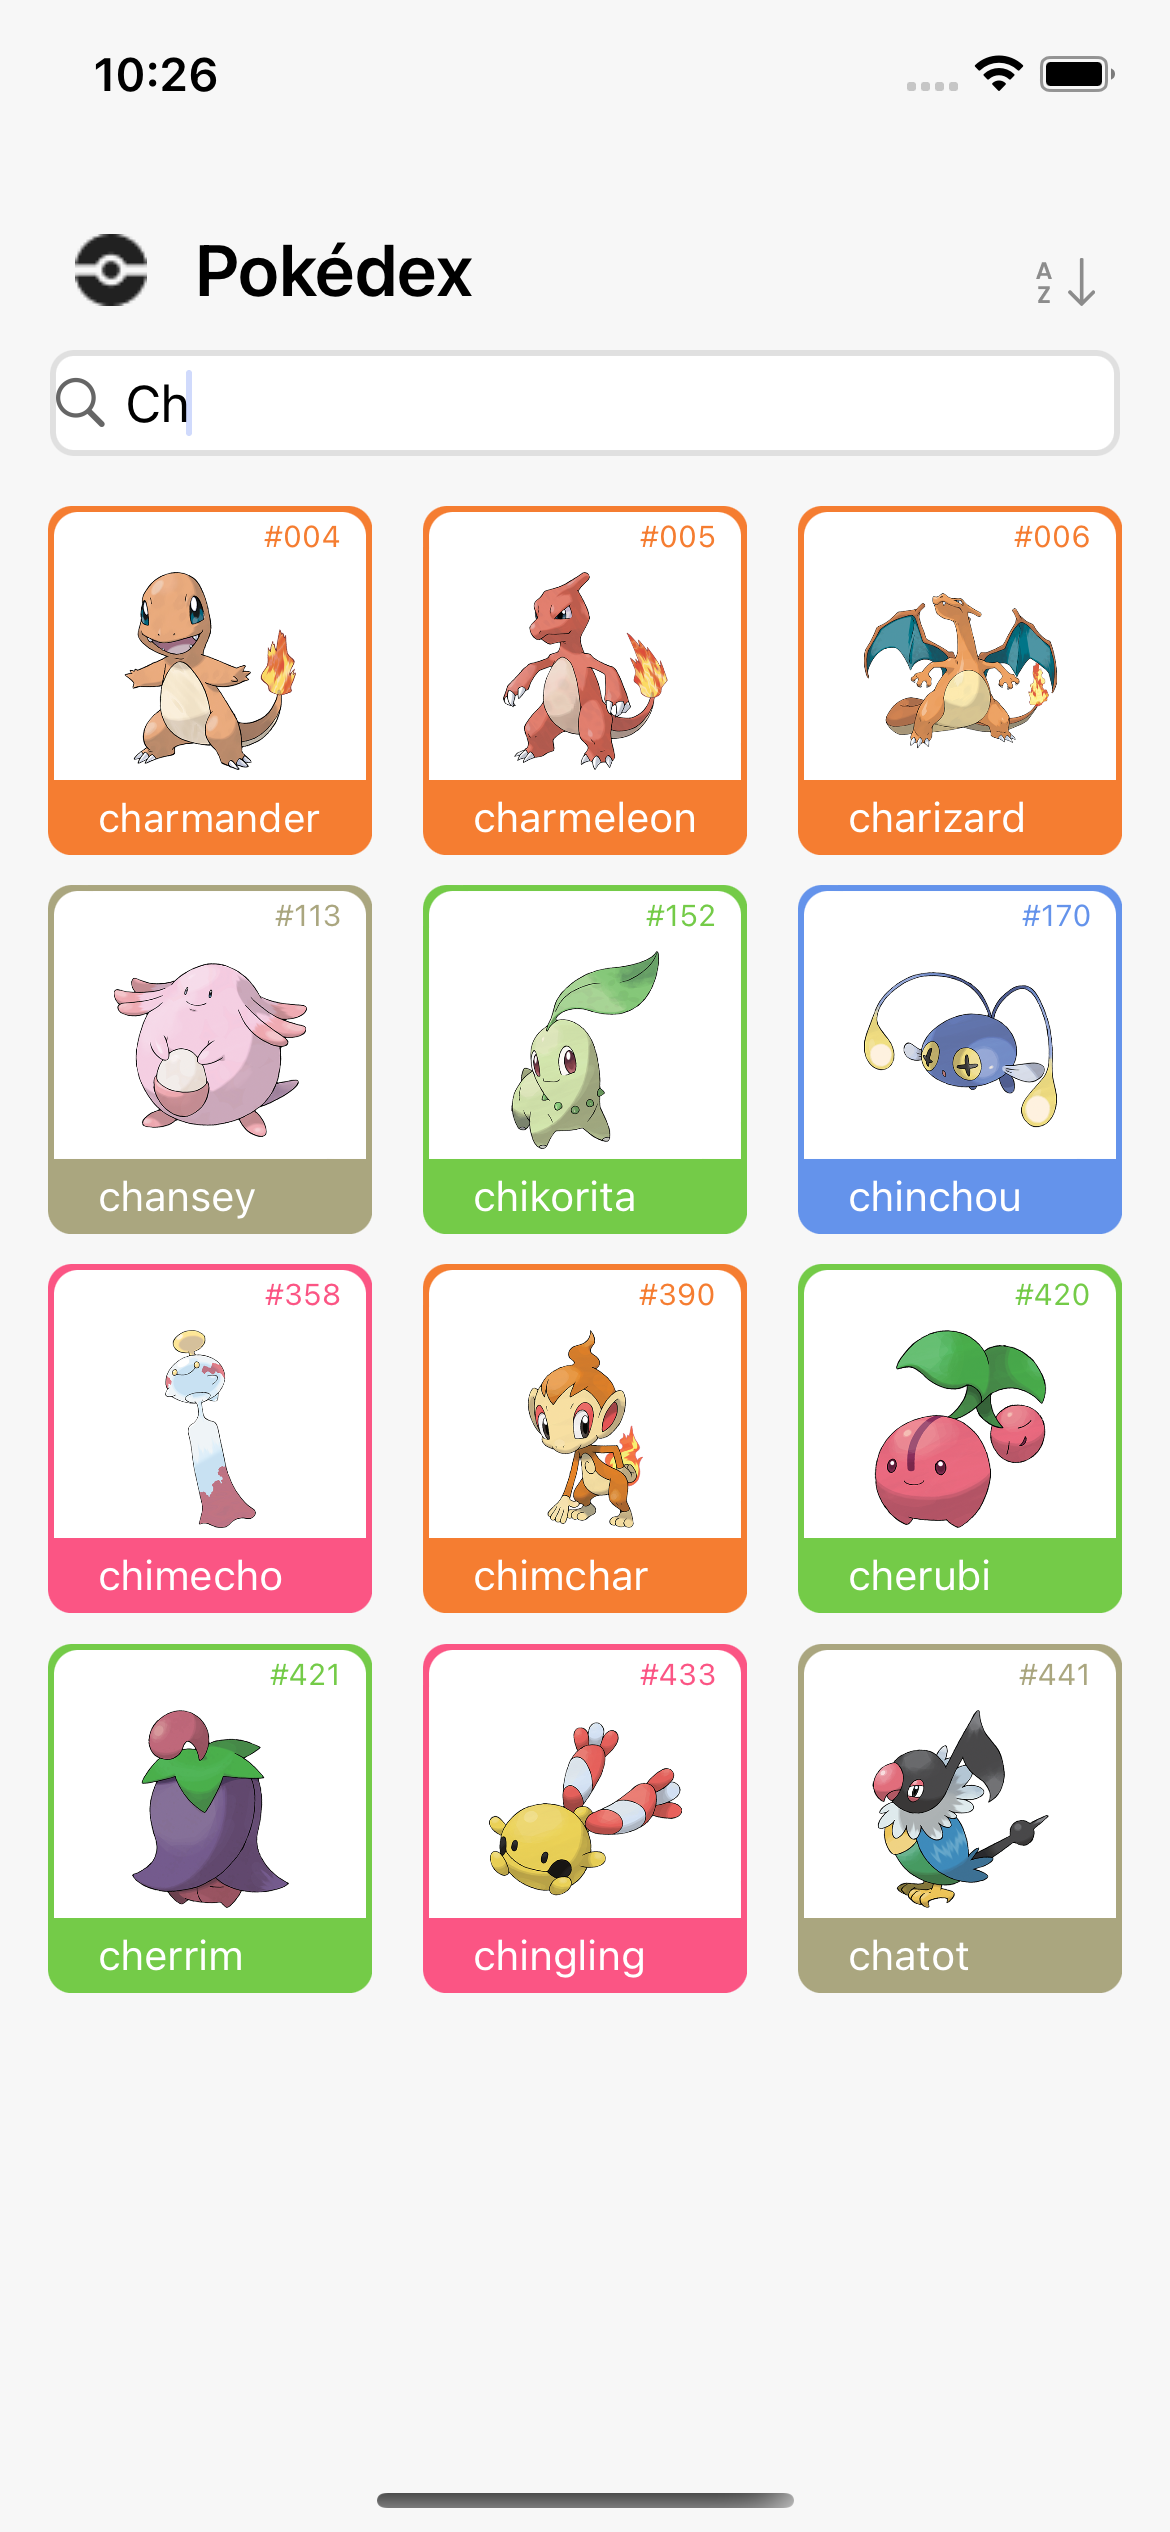 10:26
Pokédex
A
Z
Ch
#004
#005
#006
charmander
charmeleon
charizard
#113
#152
#170
chansey
chikorita
chinchou
#358
#390
#420
chimecho
chimchar
cherubi
#421
#433
#441
cherrim
chingling
chatot